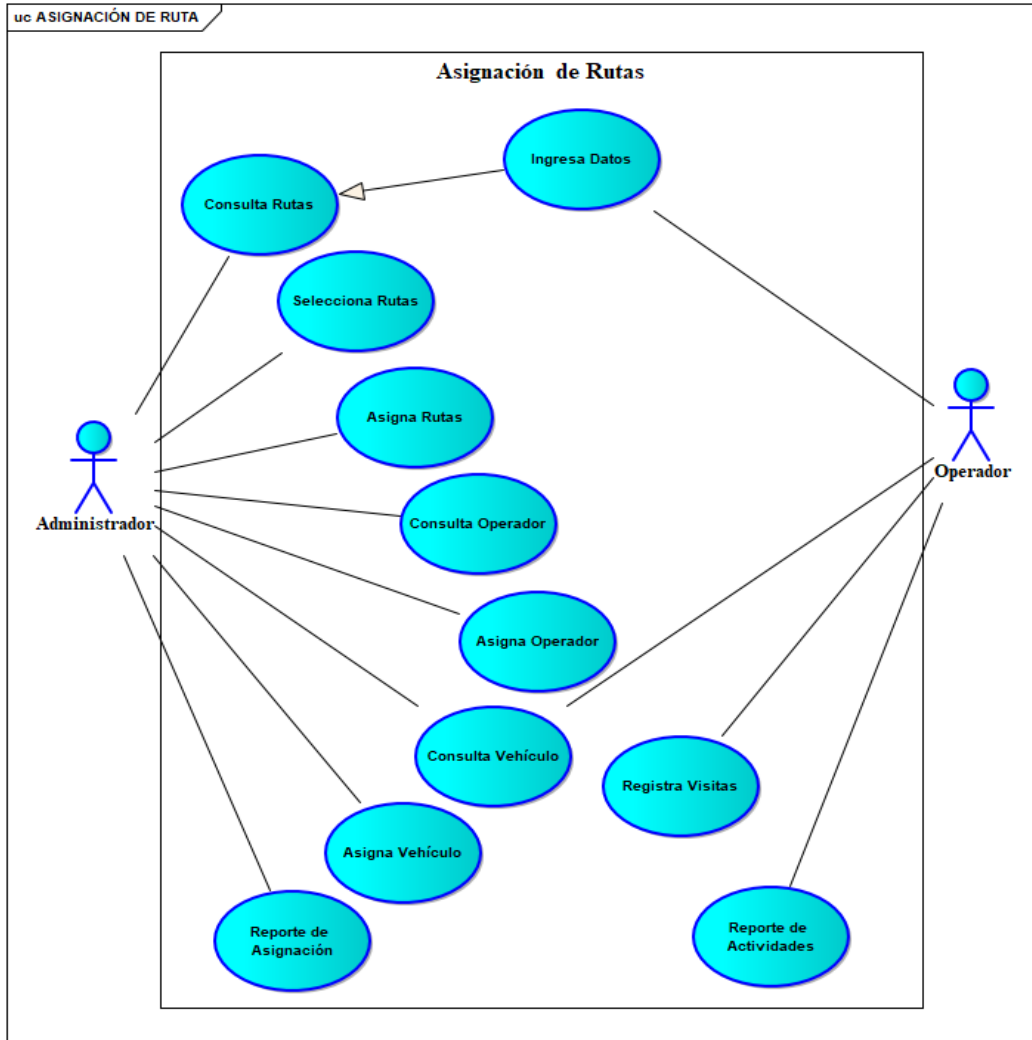 uc ASIGNACIÓN DE RUTA
Asignación de Rutas
Ingresa Datos
Consulta Rutas
Selecciona Rutas
Asigna Rutas
Operador
Administrador
Consulta Operador
Asigna Operador
Consulta Vehículo
Registra Visitas
Asigna Vehículo
Reporte de
Asignación
Reporte de
Actividades